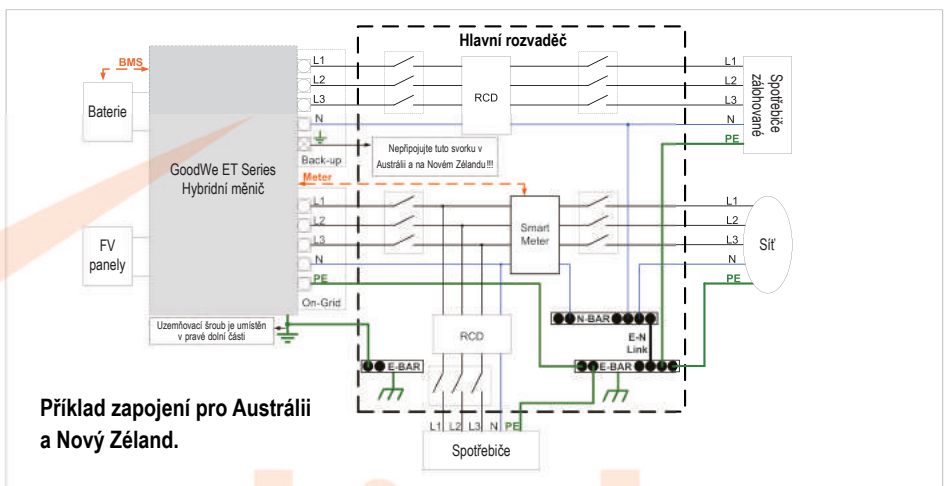 Hlavní rozvaděč
BMS
Baterie
FV
panely
GoodWe ET Series
Hybridní měnič
L1
L2
L3
N
Back-up
RCD
L1
L2
L3
N
PE
Spotřebiče
zálohované
Nepřipojujte tuto svorku v
Austrálii a na Novém Zélandu!!!
Meter
L1
L2
L3
N
PE
On-Grid
Smart
Meter
L1
L2
L3
N
PE
Síť
Uzemňovací šroub je umístěn
v pravé dolní části
RCD
N-BAR
E-N
Link
E-BAR
E-BAR
L1 L2 L3 N PE
Spotřebiče
Příklad zapojení pro Austrálii
a Nový Zéland.